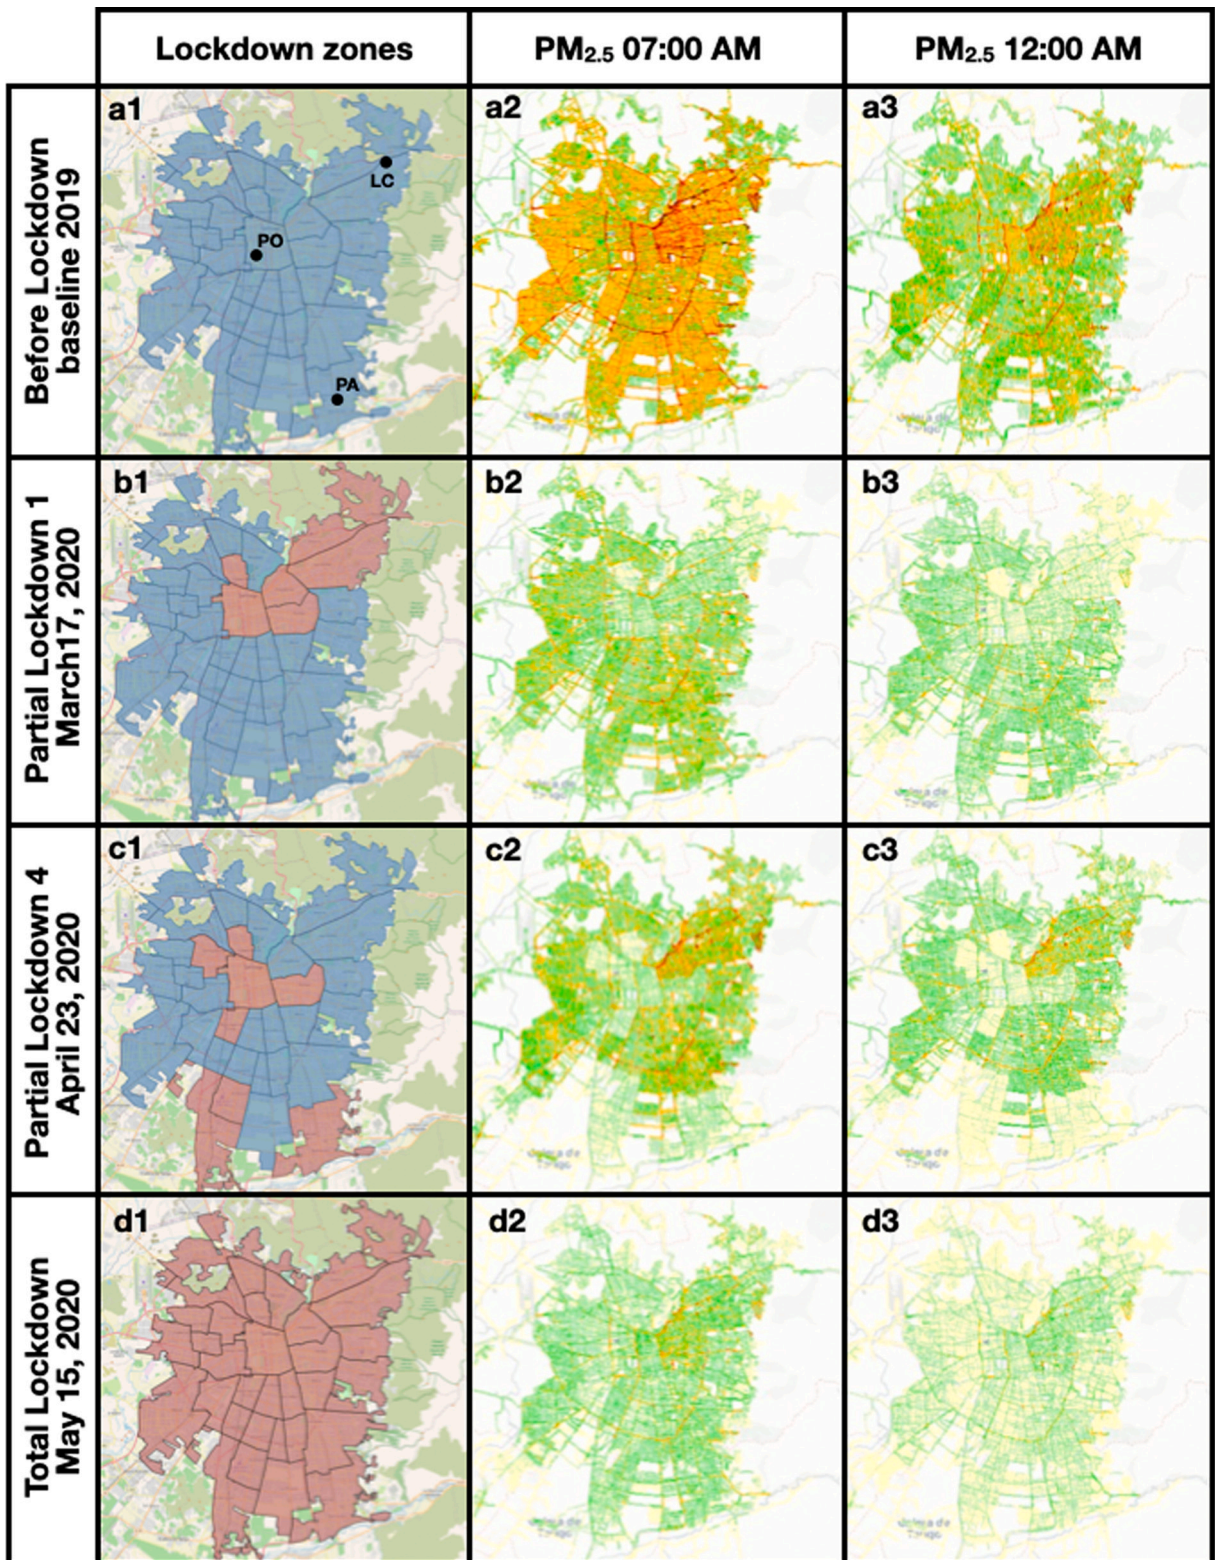 Lockdown zones
PM₂.₅ 07:00 AM
PM₂.₅ 12:00 AM
Before Lockdown
baseline 2019
a1
LC
PO
PA
a2
a3
Partial Lockdown 1
March17, 2020
b1
b2
b3
Partial Lockdown 4
April 23, 2020
c1
c2
c3
Total Lockdown
May 15, 2020
d1
d2
d3